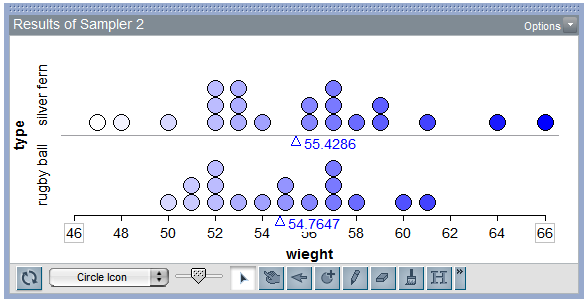 Results of Sampler 2
Options
type
silver fern
rugby ball
55.4286
54.7647
46 48 50 52 54 56 58 60 62 64 66
wieght
Circle Icon
H
»